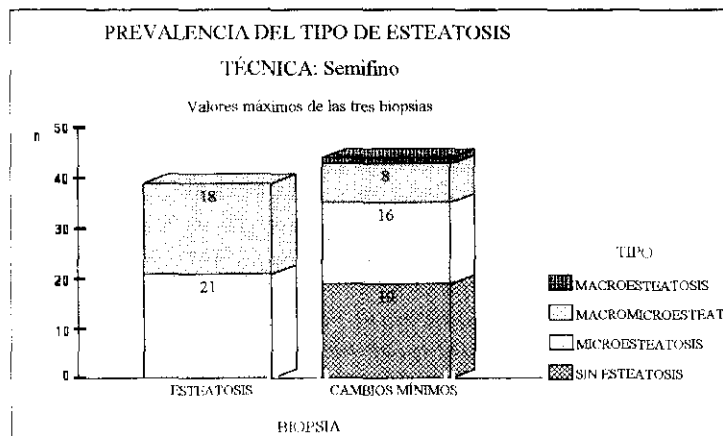 PREVALENCIA DEL TIPO DE ESTEATOSIS
TÉCNICA: Semifino
Valores máximos de las tres biopsias
n
50
40
30
20
10
0
18
21
8
16
19
ESTEATOSIS
CAMBIOS MÍNIMOS
BIOPSIA
TIPO
MACROESTEATOSIS
MACROMICROESTEAT
MICROESTEATOSIS
SIN ESTEATOSIS